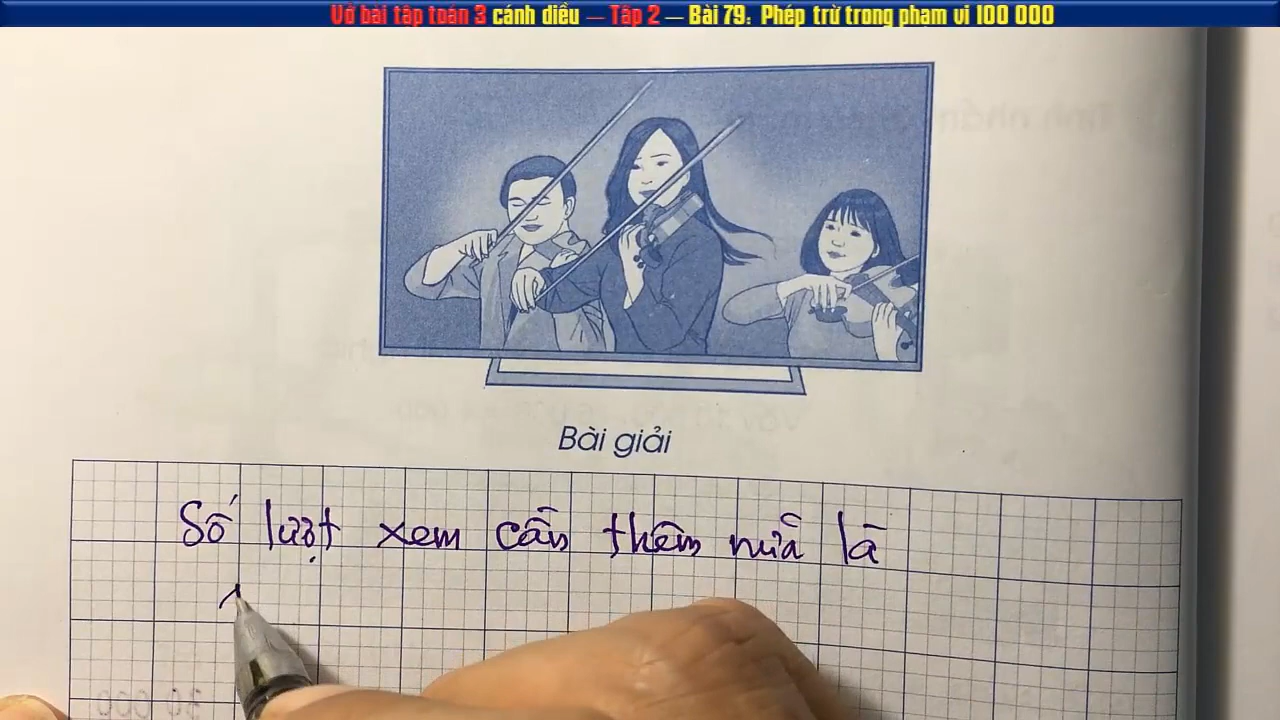 Vở bài tập toán 3 cánh diều — Tập 2 — Bài 79: Phép trừ trong phạm vi 100 000
Bài giải
Số lượt xem cần thêm nữa là